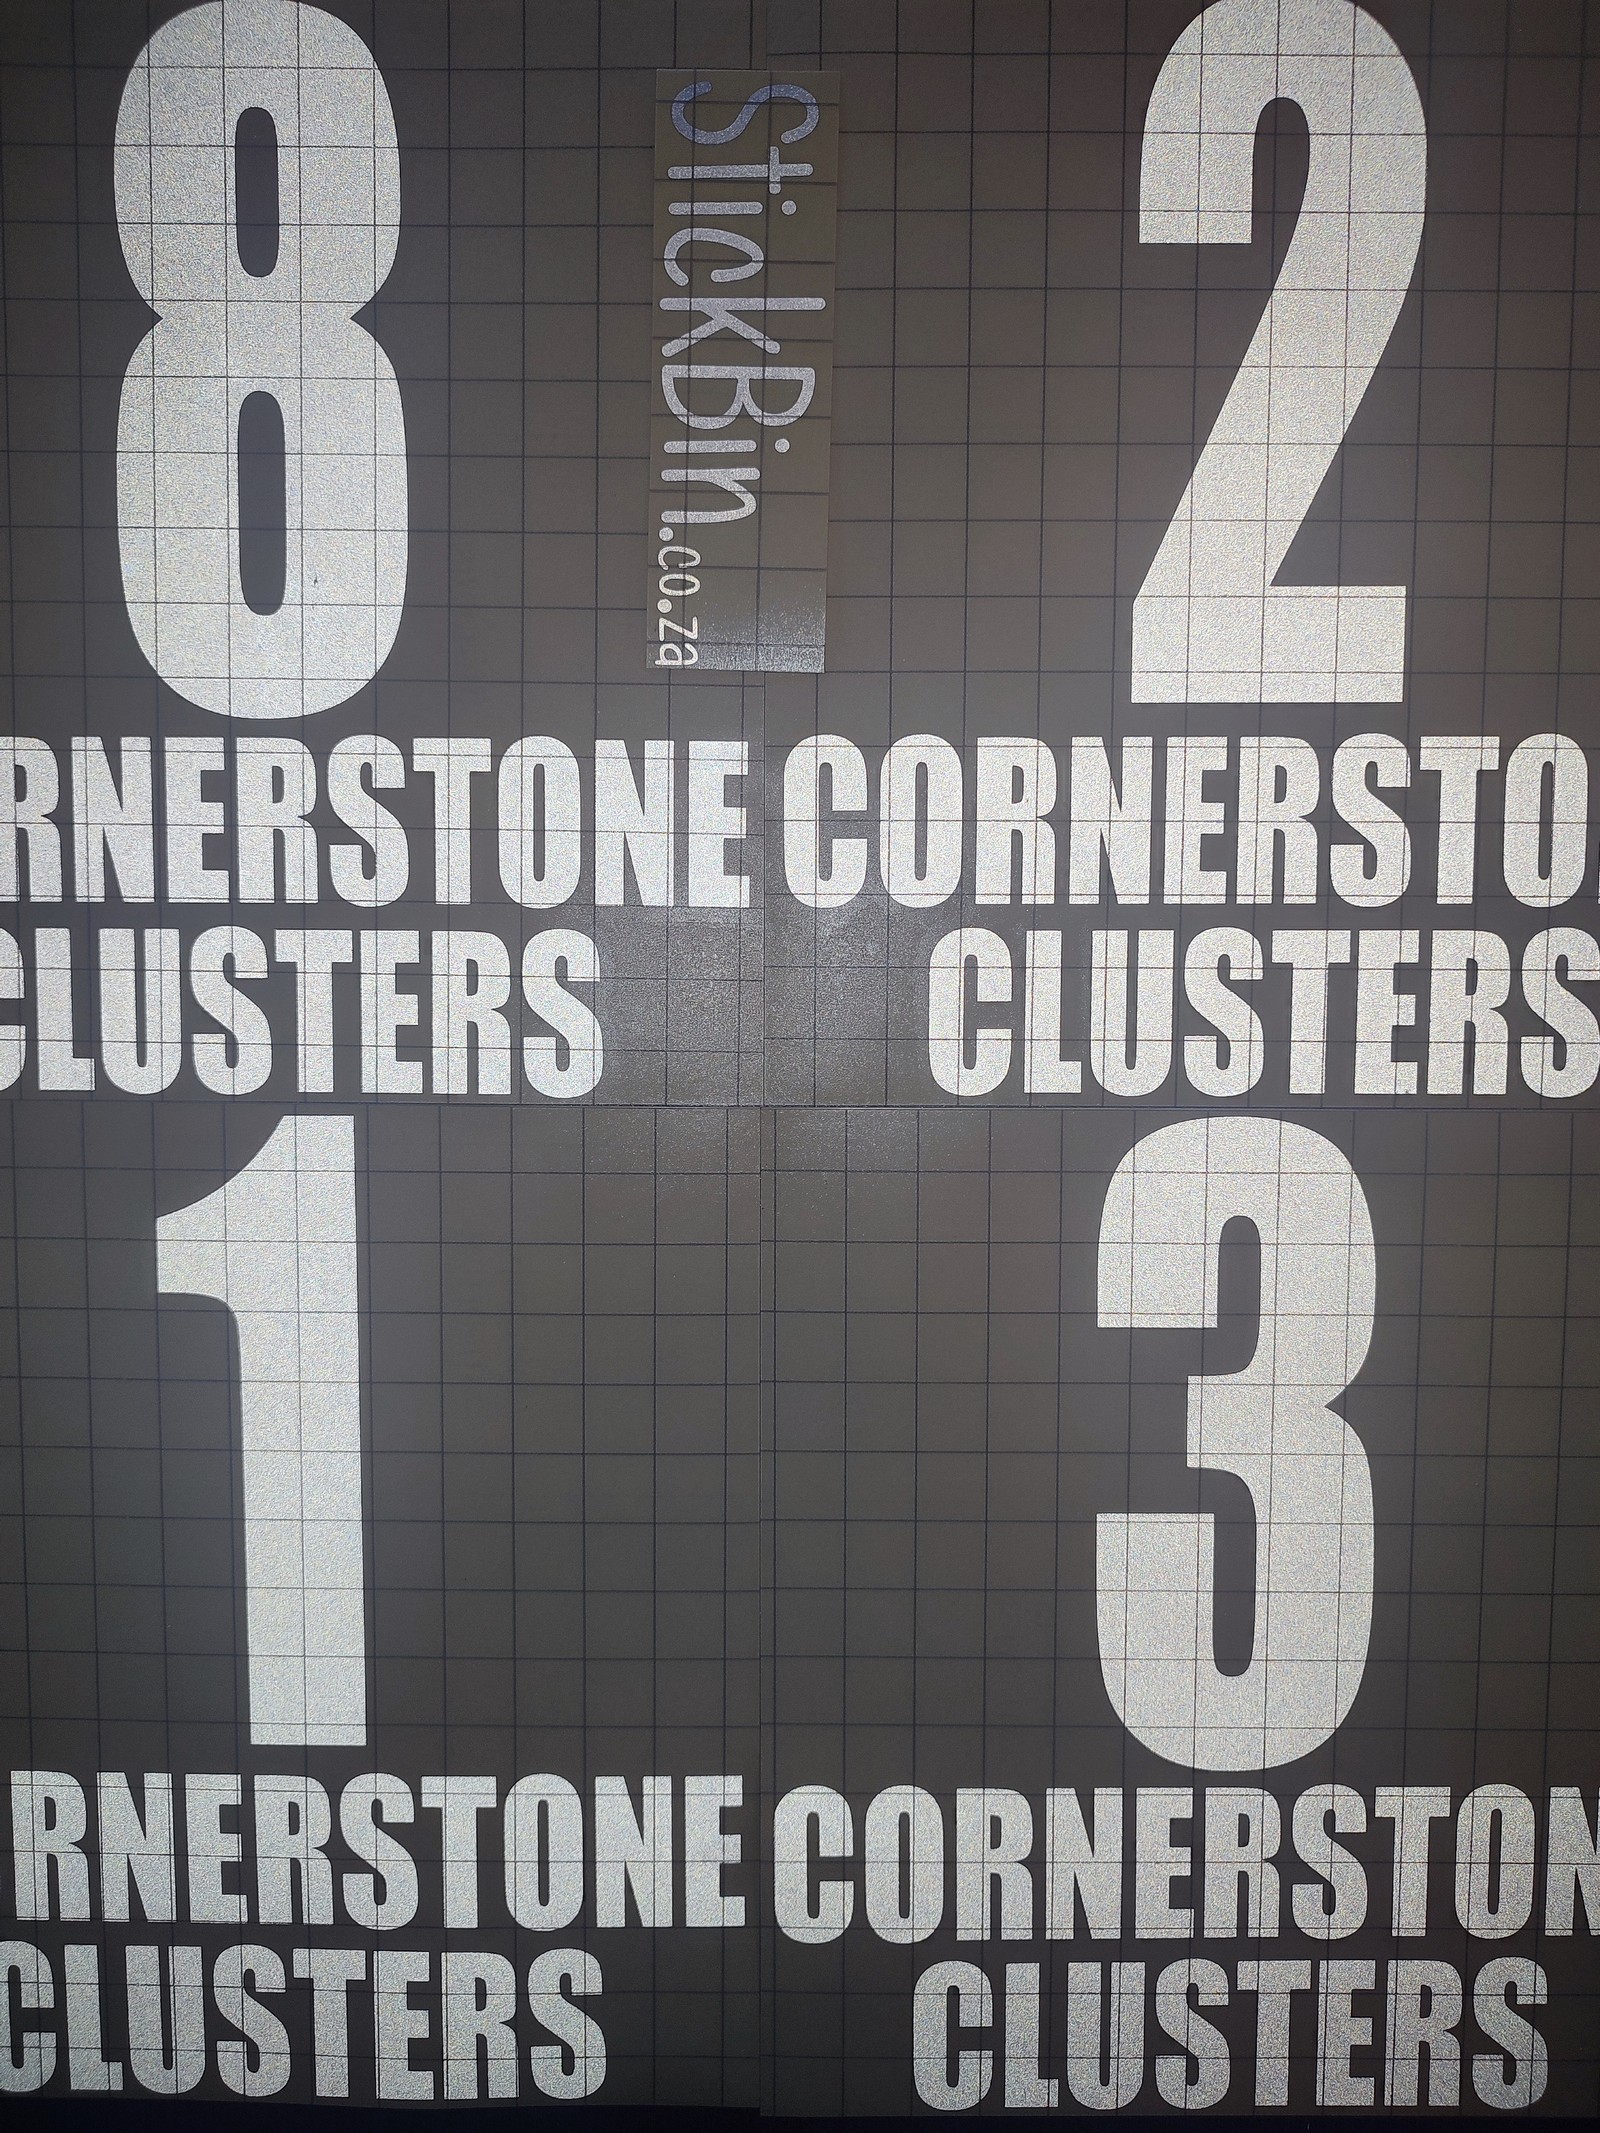 8
RNERSTONE
CLUSTERS
StickBin.co.za
2
CORNERSTO
CLUSTERS
1
RNERSTONE
CLUSTERS
3
CORNERSTON
CLUSTERS